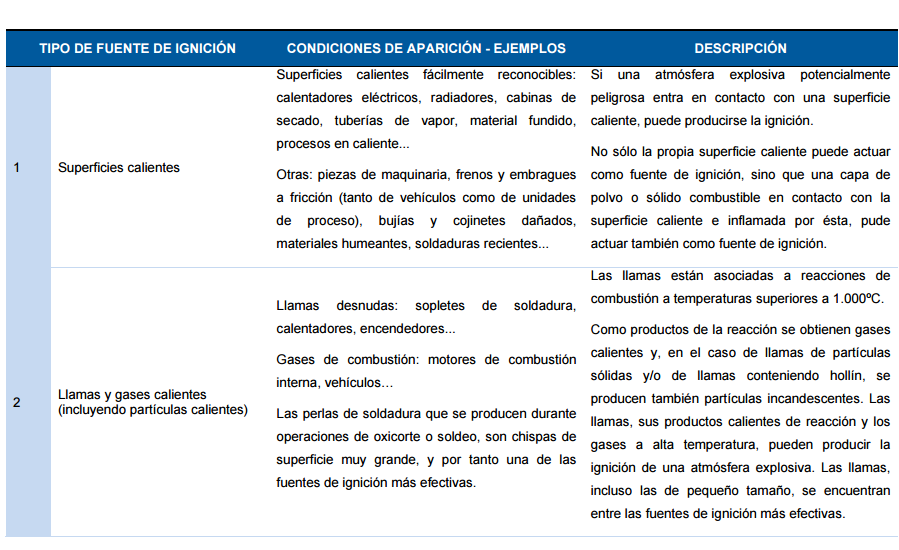 TIPO DE FUENTE DE IGNICIÓN
CONDICIONES DE APARICIÓN - EJEMPLOS
DESCRIPCIÓN
1
Superficies calientes
Superficies calientes fácilmente reconocibles:
calentadores eléctricos, radiadores, cabinas de
secado, tuberías de vapor, material fundido,
procesos en caliente...
Otras: piezas de maquinaria, frenos y embragues
a fricción (tanto de vehículos como de unidades
de proceso), bujías y cojinetes dañados,
materiales humeantes, soldaduras recientes...
Si una atmósfera explosiva potencialmente
peligrosa entra en contacto con una superficie
caliente, puede producirse la ignición.
No sólo la propia superficie caliente puede actuar
como fuente de ignición, sino que una capa de
polvo o sólido combustible en contacto con la
superficie caliente e inflamada por ésta, pude
actuar también como fuente de ignición.
2
Llamas y gases calientes
(incluyendo partículas calientes)
Llamas desnudas: sopletes de soldadura,
calentadores, encendedores...
Gases de combustión: motores de combustión
interna, vehículos…
Las perlas de soldadura que se producen durante
operaciones de oxicorte o soldeo, son chispas de
superficie muy grande, y por tanto una de las
fuentes de ignición más efectivas.
Las llamas están asociadas a reacciones de
combustión a temperaturas superiores a 1.000ºC.
Como productos de la reacción se obtienen gases
calientes y, en el caso de llamas de partículas
sólidas y/o de llamas conteniendo hollín, se
producen también partículas incandescentes. Las
llamas, sus productos calientes de reacción y los
gases a alta temperatura, pueden producir la
ignición de una atmósfera explosiva. Las llamas,
incluso las de pequeño tamaño, se encuentran
entre las fuentes de ignición más efectivas.